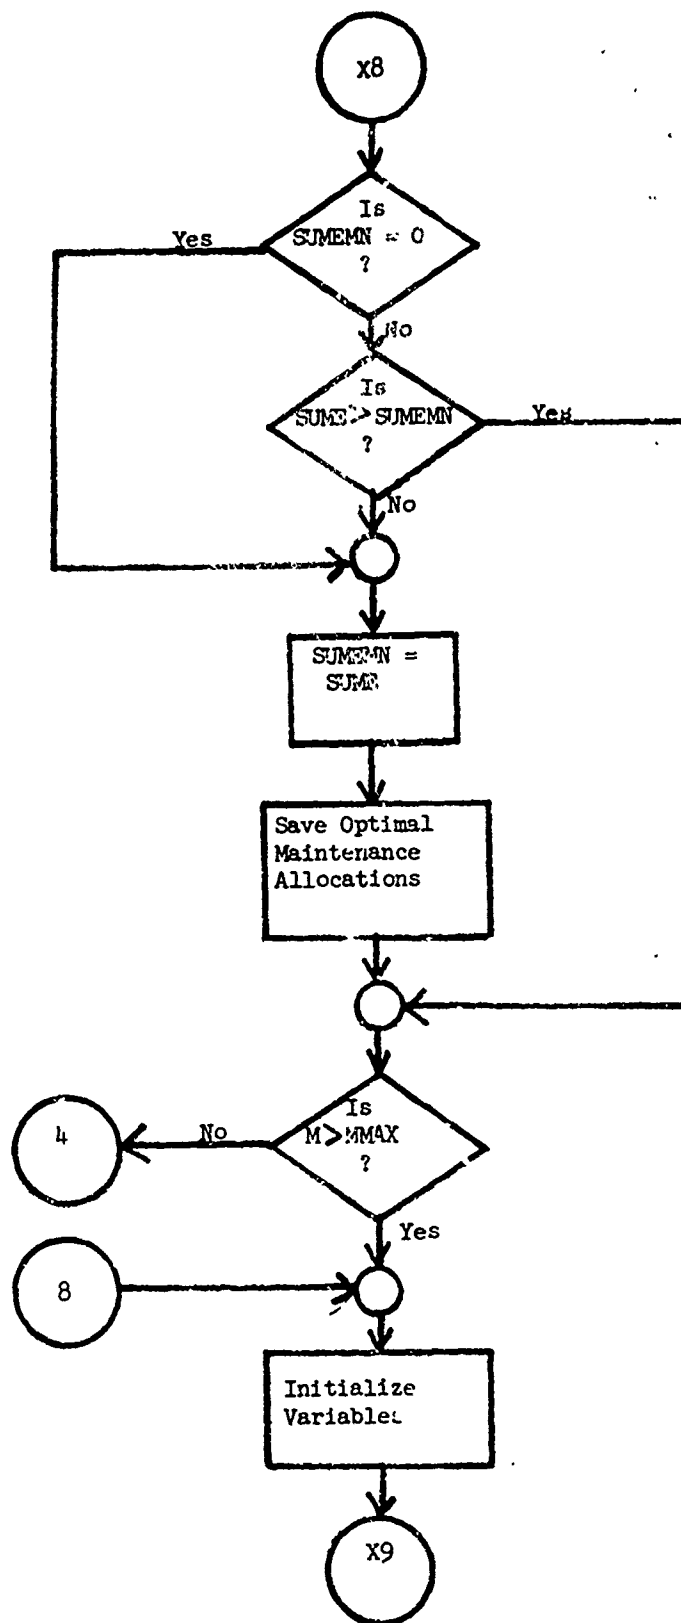 X8
Is
SUMEMN = 0
?
Yes
No
Is
SUME > SUMEMN
?
Yes
No
SUMEMN =
SUME
Save Optimal
Maintenance
Allocations
Is
M > MMAX
?
No
4
Yes
8
Initialize
Variables
X9